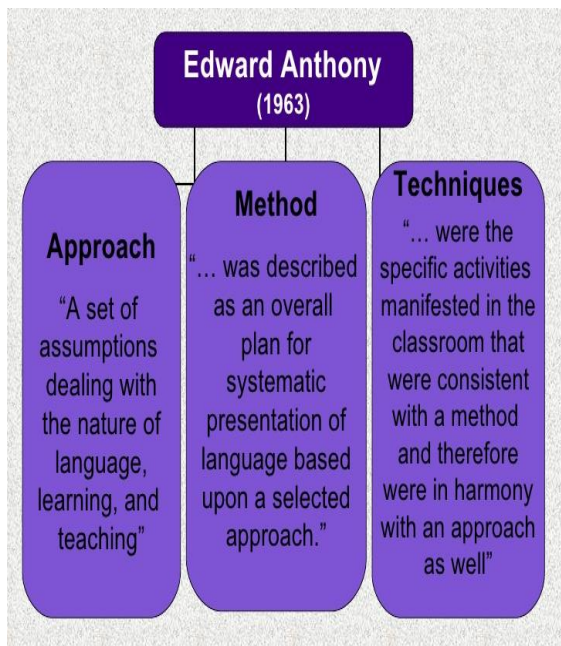 Edward Anthony
(1963)
Approach
“A set of
assumptions
dealing with
the nature of
language,
learning, and
teaching”
Method
“… was described
as an overall
plan for
systematic
presentation of
language based
upon a selected
approach.”
Techniques
“… were the
specific activities
manifested in the
classroom that
were consistent
with a method
and therefore
were in harmony
with an approach
as well”